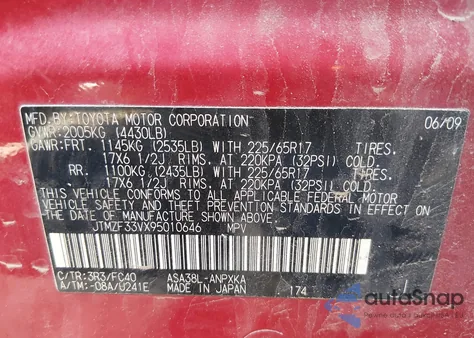 MFD. BY: TOYOTA MOTOR CORPORATION 06/09
GVWR: 2005KG (4430LB)
GAWR: FRT. 1145KG (2535LB) WITH 225/65R17 TIRES.
17X6 1/2J RIMS. AT 220KPA (32PSI) COLD.
RR. 1100KG (2435LB) WITH 225/65R17 TIRES.
17X6 1/2J RIMS. AT 220KPA (32PSI) COLD.
THIS VEHICLE CONFORMS TO ALL APPLICABLE FEDERAL MOTOR
VEHICLE SAFETY
STANDARDS IN EFFECT ON THE DATE OF
MANUFACTURE SHOWN ABOVE.
JTMZF33VX95010646 MPV
C/TR: 3R3/FC40 ASA38L-ANPXKA
A/TM: -08A/U241E MADE IN JAPAN 174
autoSnap